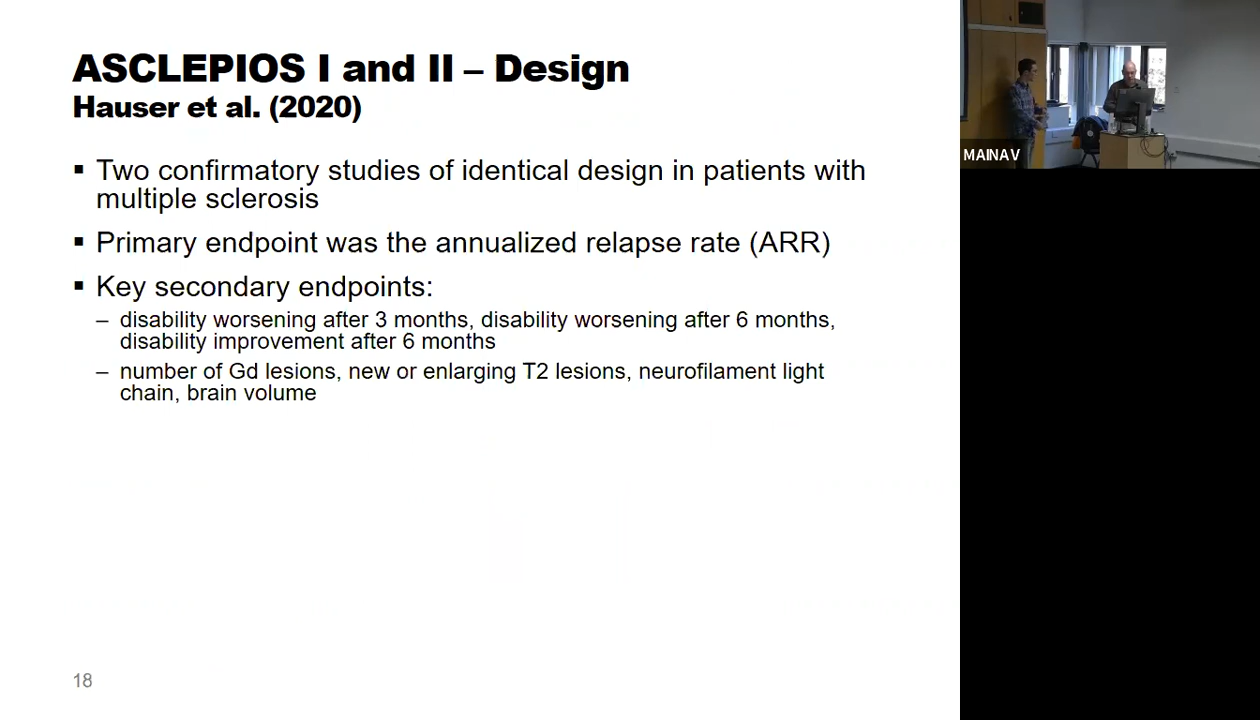 ASCLEPIOS I and II – Design
Hauser et al. (2020)
▪ Two confirmatory studies of identical design in patients with
multiple sclerosis
▪ Primary endpoint was the annualized relapse rate (ARR)
▪ Key secondary endpoints:
– disability worsening after 3 months, disability worsening after 6 months,
disability improvement after 6 months
– number of Gd lesions, new or enlarging T2 lesions, neurofilament light
chain, brain volume
18
MAIN AV